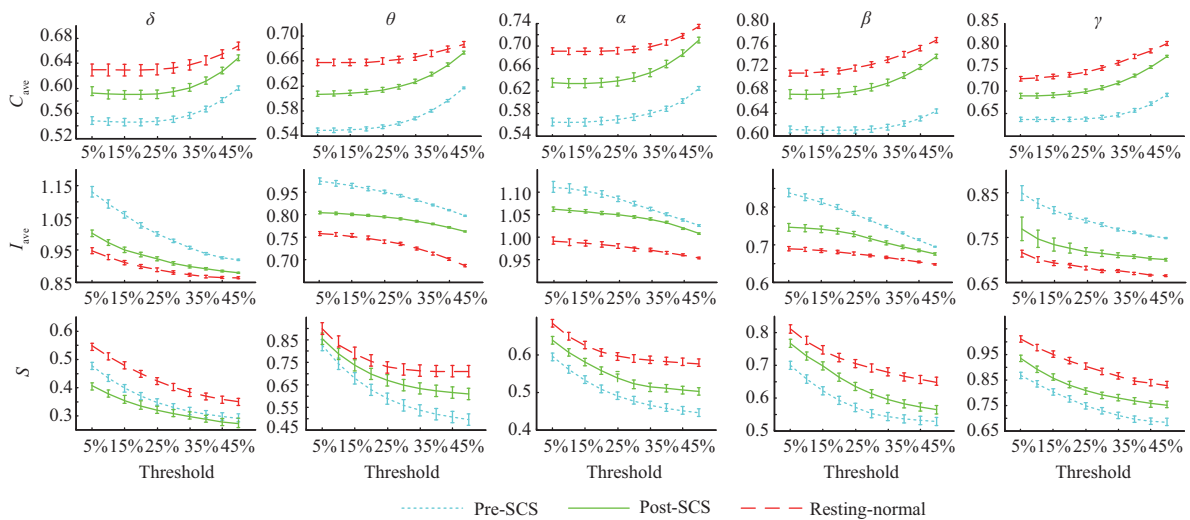 δ θ α β γ
C_ave
0.68 0.70 0.74 0.80 0.80
0.64 0.66 0.70 0.76 0.75
0.60 0.62 0.66 0.72 0.70
0.56 0.58 0.62 0.68 0.65
0.52 0.54 0.58 0.64
0.54 0.60
5% 15% 25% 35% 45% 5% 15% 25% 35% 45% 5% 15% 25% 35% 45% 5% 15% 25% 35% 45% 5% 15% 25% 35% 45%
I_ave
1.15 0.95 1.10 0.9 0.85
1.05 0.80 1.05 0.8 0.75
0.95 0.75 1.00 0.7 0.65
0.85 0.70 0.95 0.6
5% 15% 25% 35% 45% 5% 15% 25% 35% 45% 5% 15% 25% 35% 45% 5% 15% 25% 35% 45% 5% 15% 25% 35% 45%
S
0.6 0.85 0.6 0.8 0.95
0.5 0.75 0.5 0.7 0.85
0.4 0.65 0.4 0.6 0.75
0.3 0.55 0.5 0.65
0.45
5% 15% 25% 35% 45% 5% 15% 25% 35% 45% 5% 15% 25% 35% 45% 5% 15% 25% 35% 45% 5% 15% 25% 35% 45%
Threshold Threshold Threshold Threshold Threshold
Pre-SCS Post-SCS Resting-normal